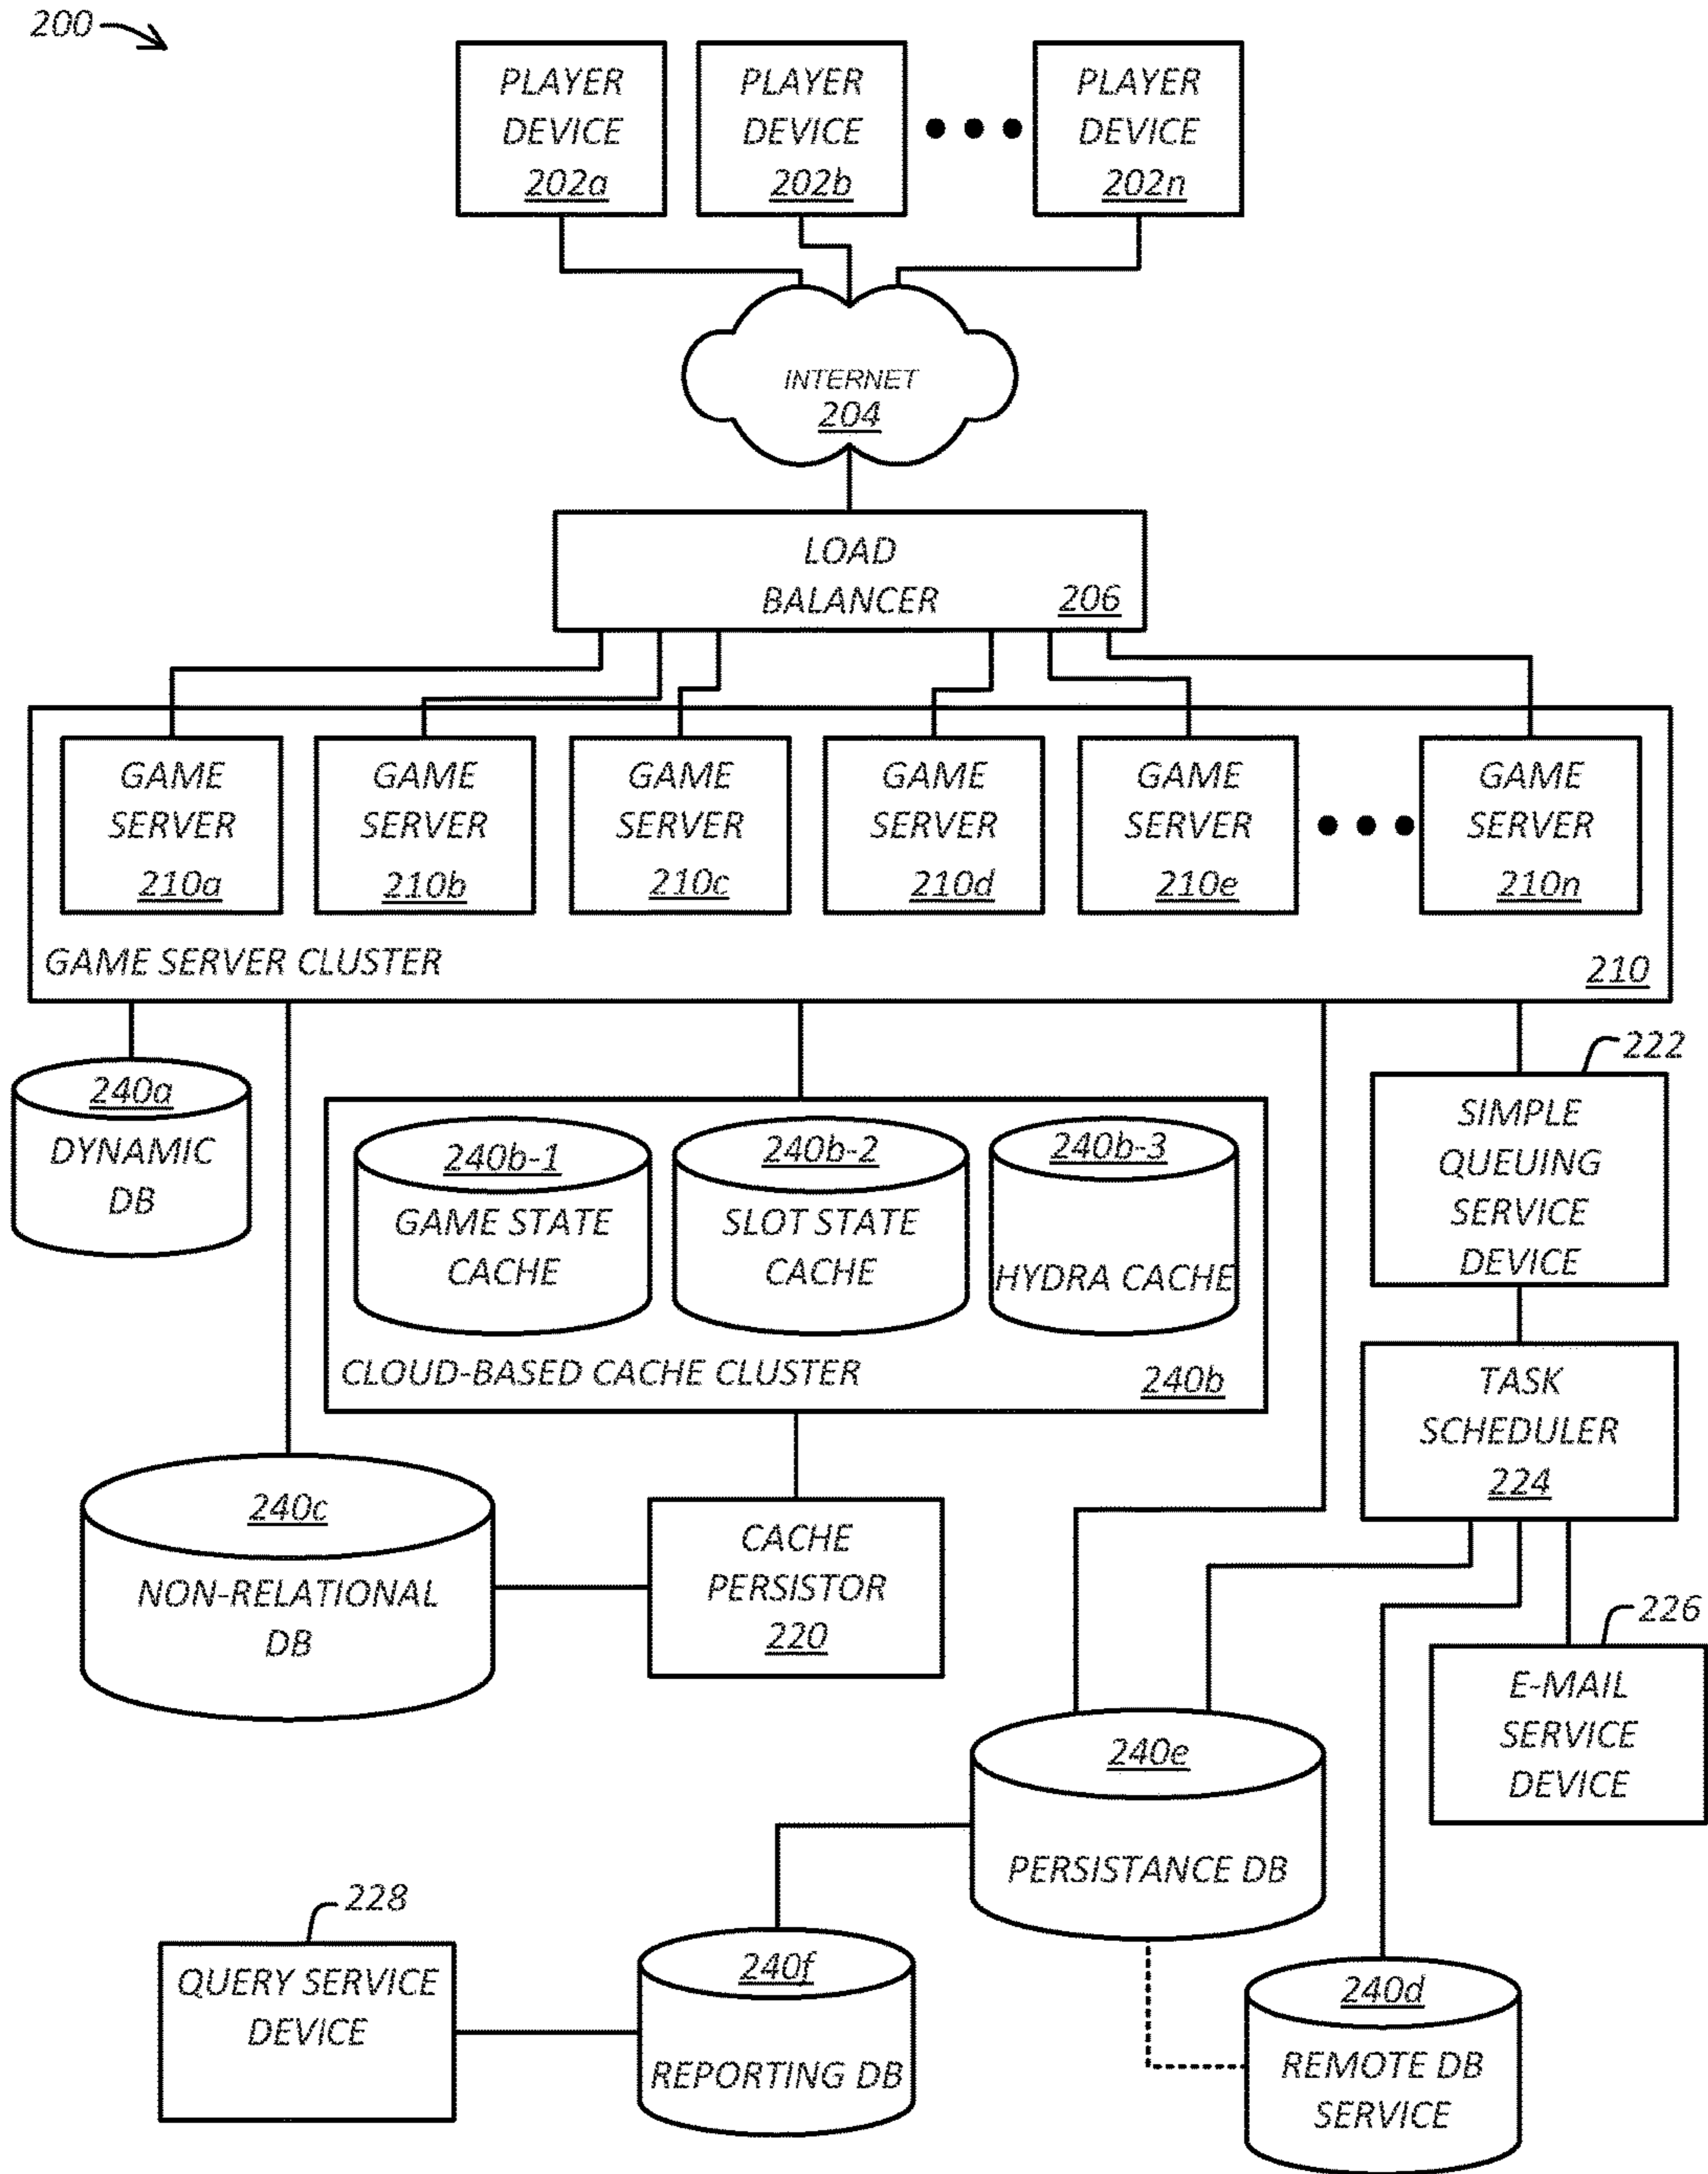 200
PLAYER
DEVICE
202a
PLAYER
DEVICE
202b
PLAYER
DEVICE
202n
INTERNET
204
LOAD
BALANCER
206
GAME
SERVER
210a
GAME
SERVER
210b
GAME
SERVER
210c
GAME
SERVER
210d
GAME
SERVER
210e
GAME
SERVER
210n
GAME SERVER CLUSTER
210
240a
DYNAMIC
DB
240b-1
GAME STATE
CACHE
240b-2
SLOT STATE
CACHE
240b-3
HYDRA CACHE
CLOUD-BASED CACHE CLUSTER
240b
222
SIMPLE
QUEUING
SERVICE
DEVICE
TASK
SCHEDULER
224
240c
NON-RELATIONAL
DB
CACHE
PERSISTOR
220
226
E-MAIL
SERVICE
DEVICE
240e
PERSISTANCE DB
228
QUERY SERVICE
DEVICE
240f
REPORTING DB
240d
REMOTE DB
SERVICE